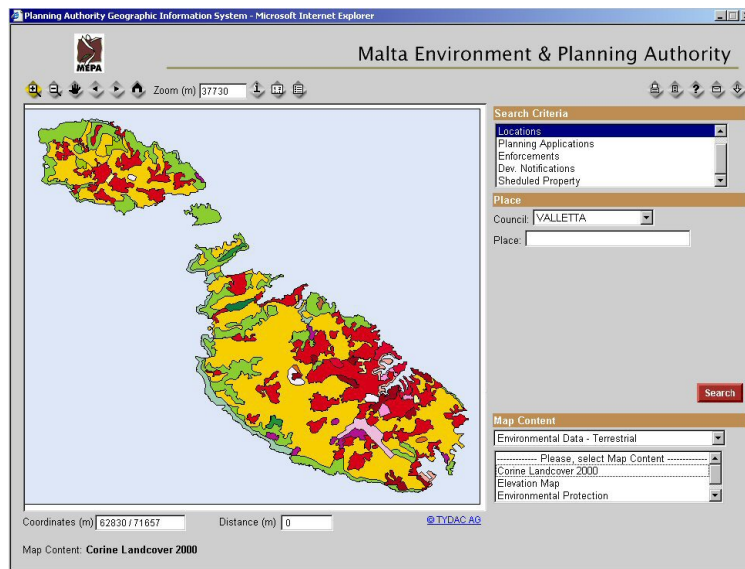 Planning Authority Geographic Information System - Microsoft Internet Explorer
MEPA
Malta Environment & Planning Authority
Zoom (m) 37730
Search Criteria
Locations
Planning Applications
Enforcements
Dev. Notifications
Sheduled Property
Place
Council: VALLETTA
Place:
Search
Map Content
Environmental Data - Terrestrial
------------ Please, select Map Content ------------
Corine Landcover 2000
Elevation Map
Environmental Protection
Coordinates (m) 62830 / 71657
Distance (m) 0
© TYDAC AG
Map Content: Corine Landcover 2000